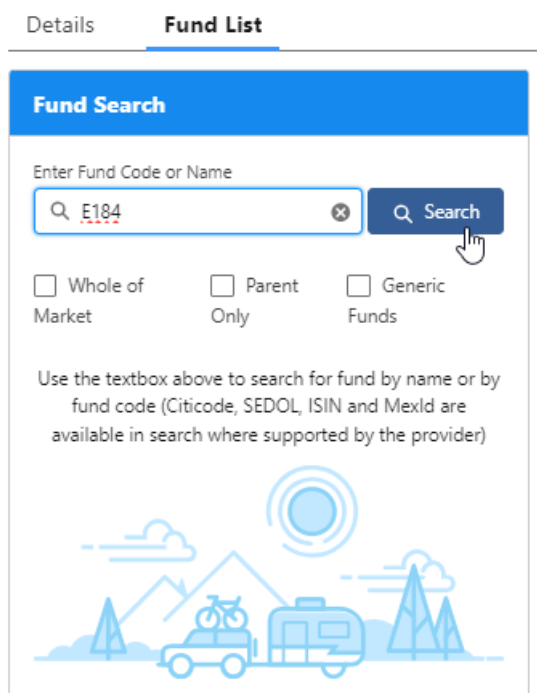 Details Fund List
Fund Search
Enter Fund Code or Name
E184 Search
Whole of Market Parent Only Generic Funds
Use the textbox above to search for fund by name or by
fund code (Citicode, SEDOL, ISIN and MexId are
available in search where supported by the provider)